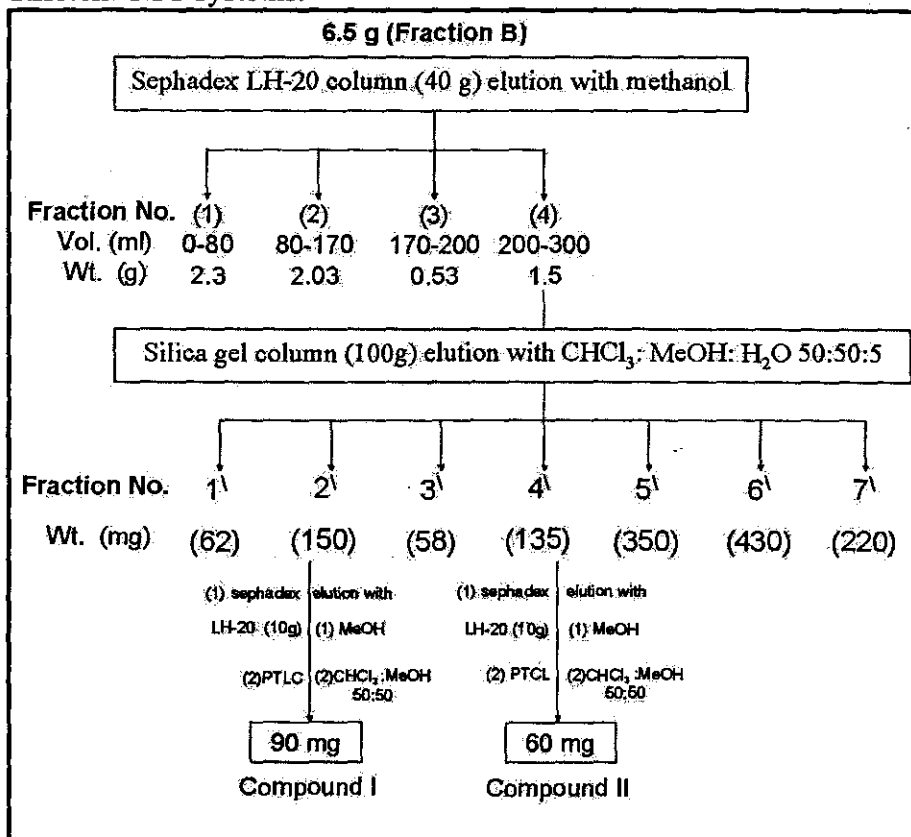 6.5 g (Fraction B)
Sephadex LH-20 column (40 g) elution with methanol
Fraction No. (1) (2) (3) (4)
Vol. (ml) 0-80 80-170 170-200 200-300
Wt. (g) 2.3 2.03 0.53 1.5
Silica gel column (100g) elution with CHCl₃: MeOH: H₂O 50:50:5
Fraction No. 1\ 2\ 3\ 4\ 5\ 6\ 7\
Wt. (mg) (62) (150) (58) (135) (350) (430) (220)
(1) sephadex elution with (1) sephadex elution with
LH-20 (10g) (1) MeOH LH-20 (10g) (1) MeOH
(2)PTLC (2)CHCl₃:MeOH (2) PTCL (2)CHCl₃:MeOH
50:50 50:50
90 mg 60 mg
Compound I Compound II